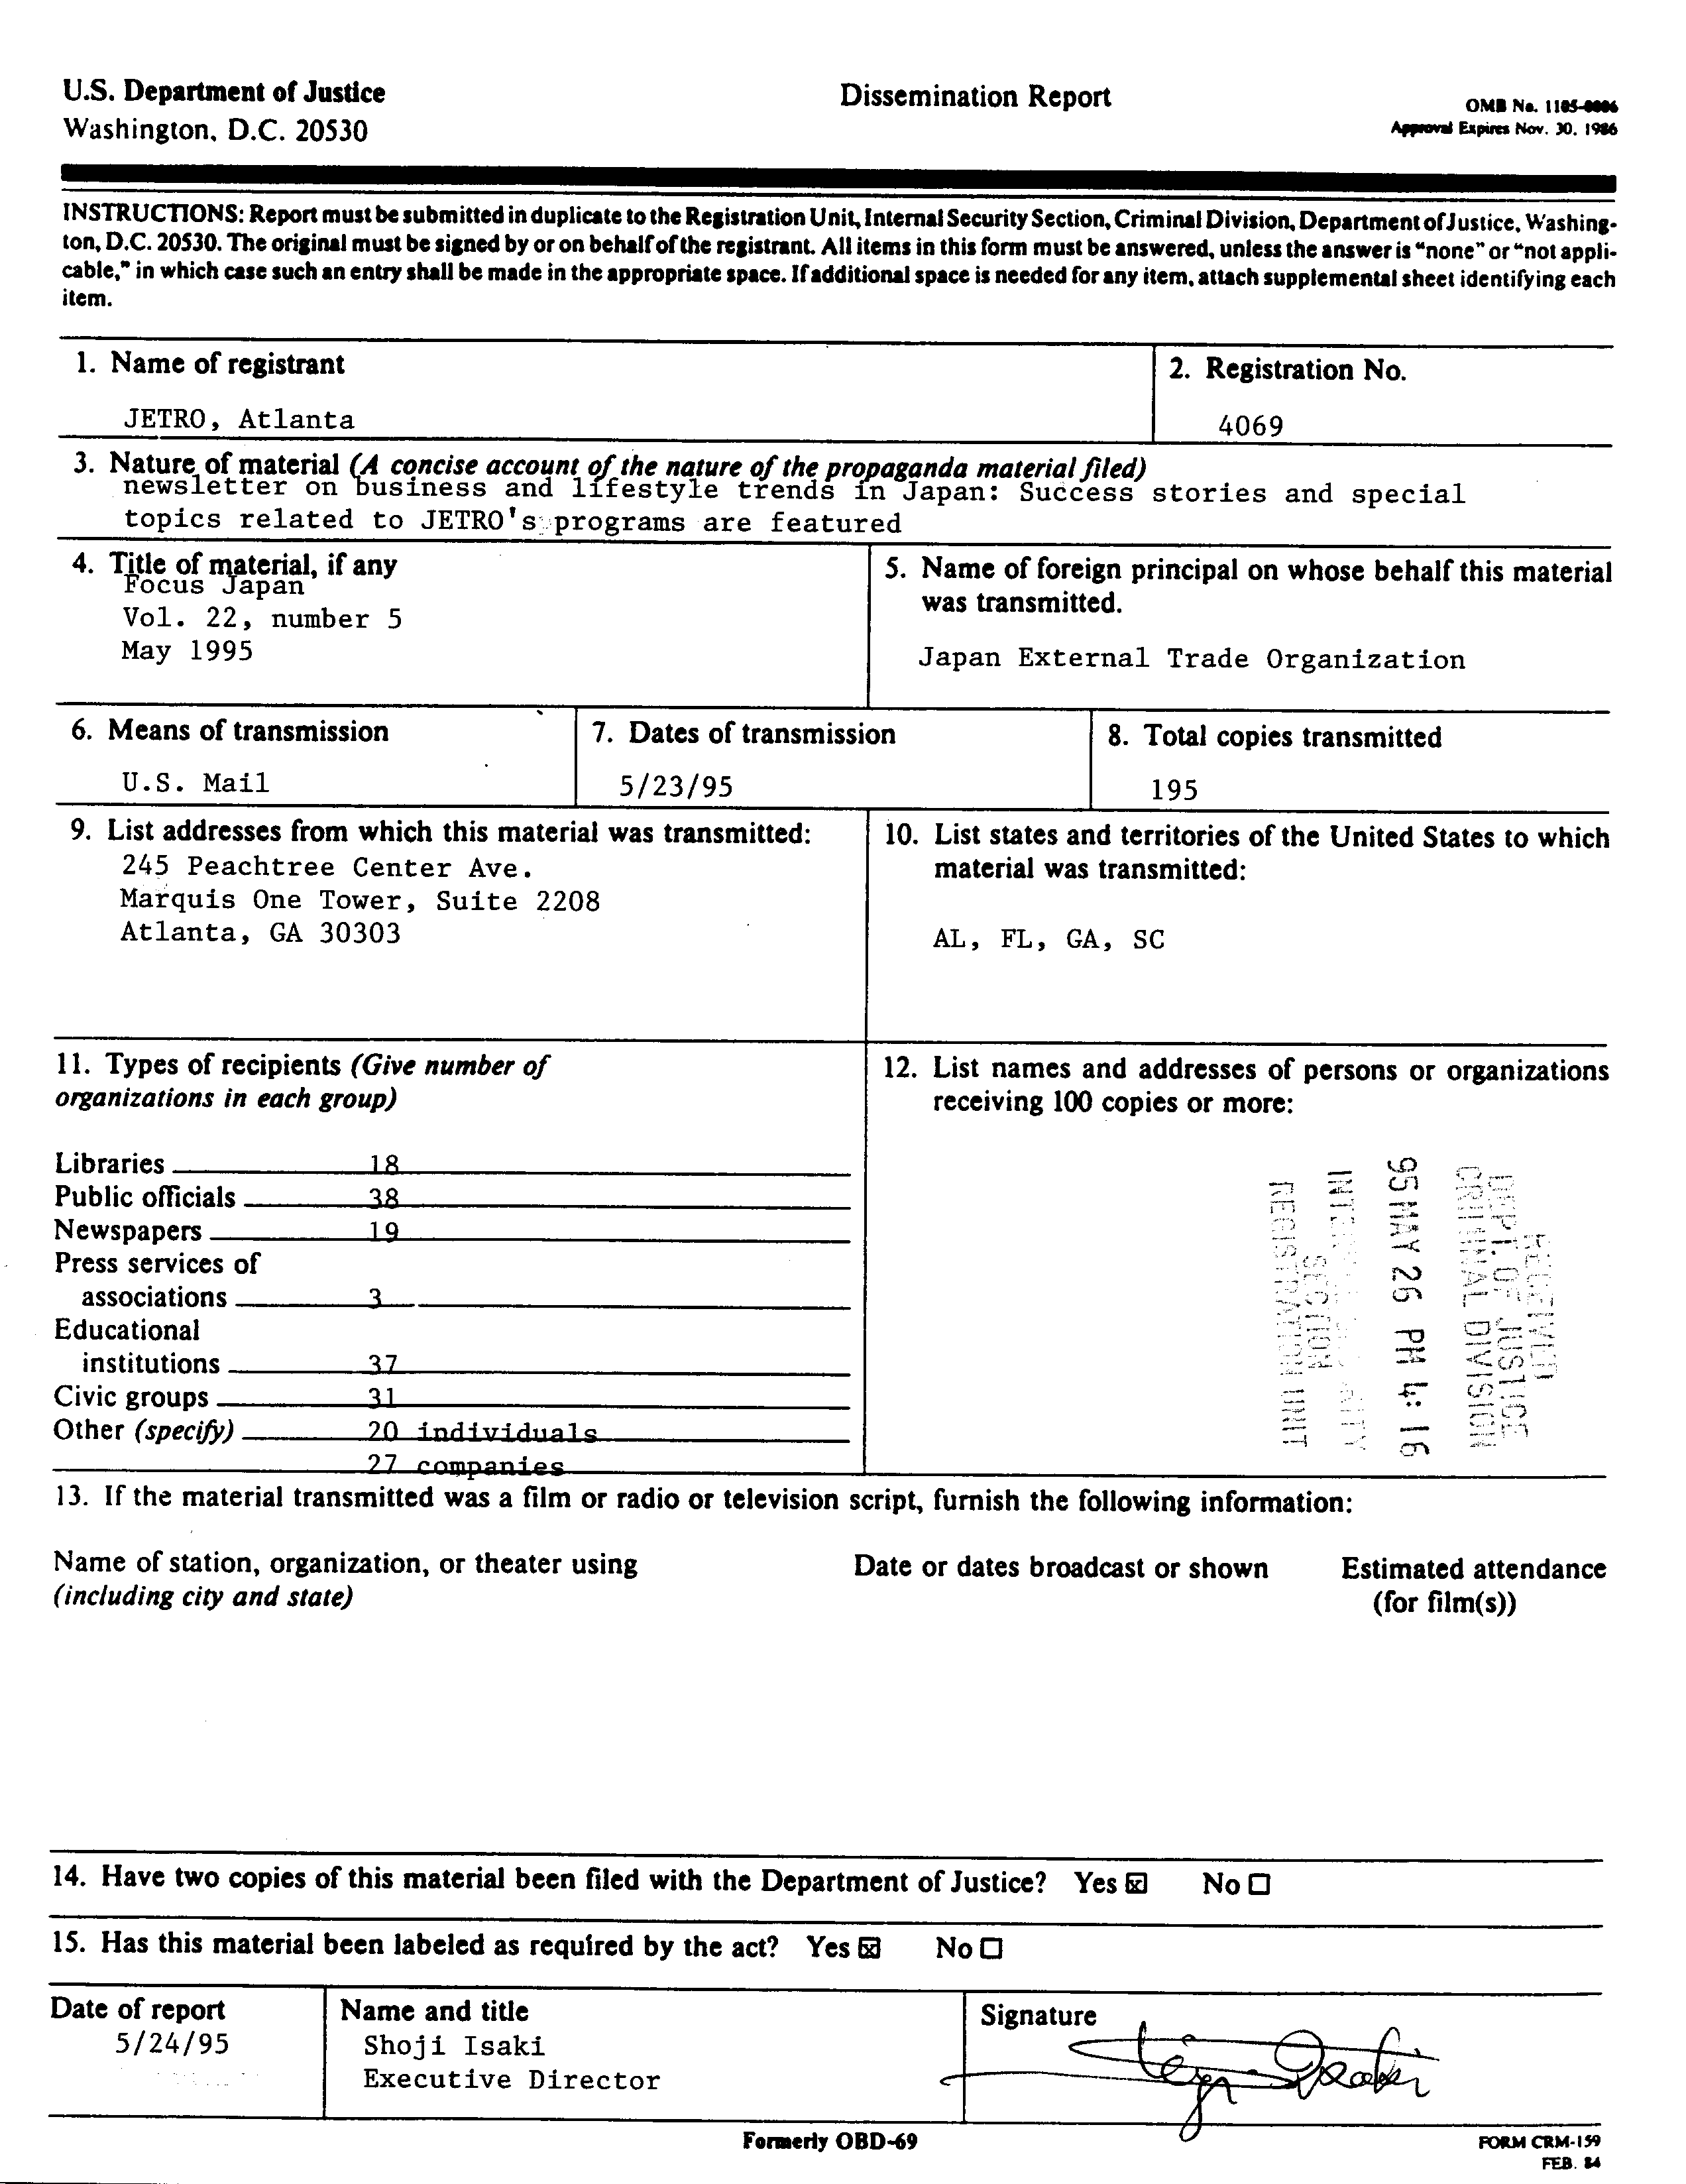 U.S. Department of Justice
Washington, D.C. 20530
Dissemination Report
OMB No. 1105-0006
Approval Expires Nov. 30, 1986
INSTRUCTIONS: Report must be submitted in duplicate to the Registration Unit, Internal Security Section, Criminal Division, Department of Justice, Washing-
ton, D.C. 20530. The original must be signed by or on behalf of the registrant. All items in this form must be answered, unless the answer is "none" or "not appli-
cable," in which case such an entry shall be made in the appropriate space. If additional space is needed for any item, attach supplemental sheet identifying each
item.
1. Name of registrant
JETRO, Atlanta
2. Registration No.
4069
3. Nature of material (A concise account of the nature of the propaganda material filed)
newsletter on business and lifestyle trends in Japan: Success stories and special
topics related to JETRO's programs are featured
4. Title of material, if any
Focus Japan
Vol. 22, number 5
May 1995
5. Name of foreign principal on whose behalf this material
was transmitted.
Japan External Trade Organization
6. Means of transmission
U.S. Mail
7. Dates of transmission
5/23/95
8. Total copies transmitted
195
9. List addresses from which this material was transmitted:
245 Peachtree Center Ave.
Marquis One Tower, Suite 2208
Atlanta, GA 30303
10. List states and territories of the United States to which
material was transmitted:
AL, FL, GA, SC
11. Types of recipients (Give number of
organizations in each group)
Libraries 18
Public officials 38
Newspapers 19
Press services of
associations 3
Educational
institutions 37
Civic groups 31
Other (specify) 20 individuals
27 companies
12. List names and addresses of persons or organizations
receiving 100 copies or more:
RECEIVED
DEPT. OF JUSTICE
CRIMINAL DIVISION
95 MAY 26 PM 4:16
SECTION
REGISTRATION UNIT
13. If the material transmitted was a film or radio or television script, furnish the following information:
Name of station, organization, or theater using
(including city and state)
Date or dates broadcast or shown
Estimated attendance
(for film(s))
14. Have two copies of this material been filed with the Department of Justice? Yes ☒ No ☐
15. Has this material been labeled as required by the act? Yes ☒ No ☐
Date of report
5/24/95
Name and title
Shoji Isaki
Executive Director
Signature
Formerly OBD-69
FORM CRM-159
FEB. 84